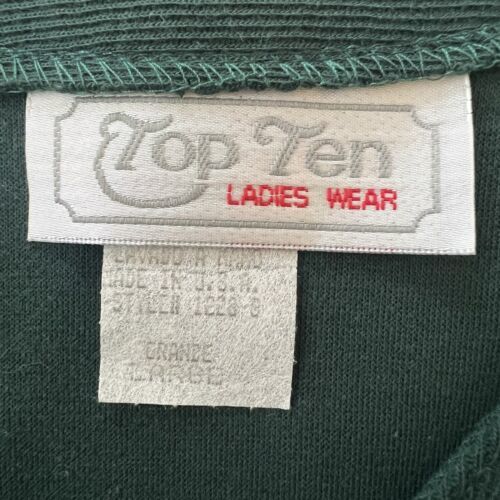 Top Ten
LADIES WEAR
LAVADO A MANO
MADE IN U.S.A.
GRANDE
LARGE